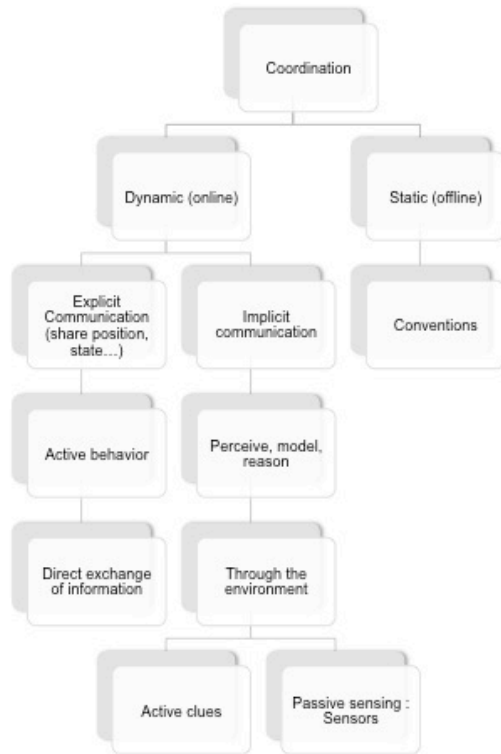 Coordination
Dynamic (online)
Static (offline)
Explicit
Communication
(share position,
state…)
Implicit
communication
Conventions
Active behavior
Perceive, model,
reason
Direct exchange
of information
Through the
environment
Active clues
Passive sensing :
Sensors